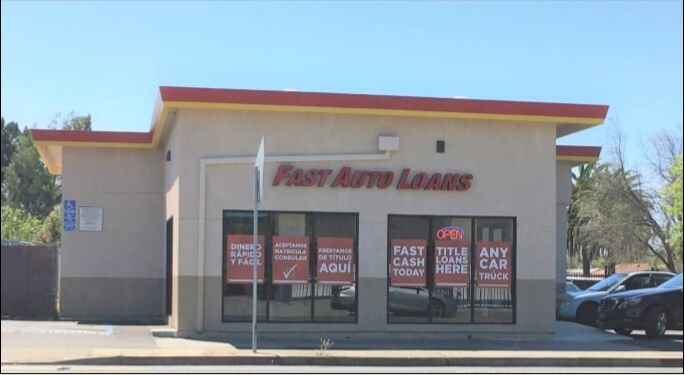 FAST AUTO LOANS
DINERO
RÁPIDO
Y FÁCIL
ACEPTAMOS
MATRICULA
CONSULAR
PRÉSTAMOS
DE TÍTULO
AQUÍ
FAST
CASH
TODAY
OPEN
TITLE
LOANS
HERE
ANY
CAR
TRUCK